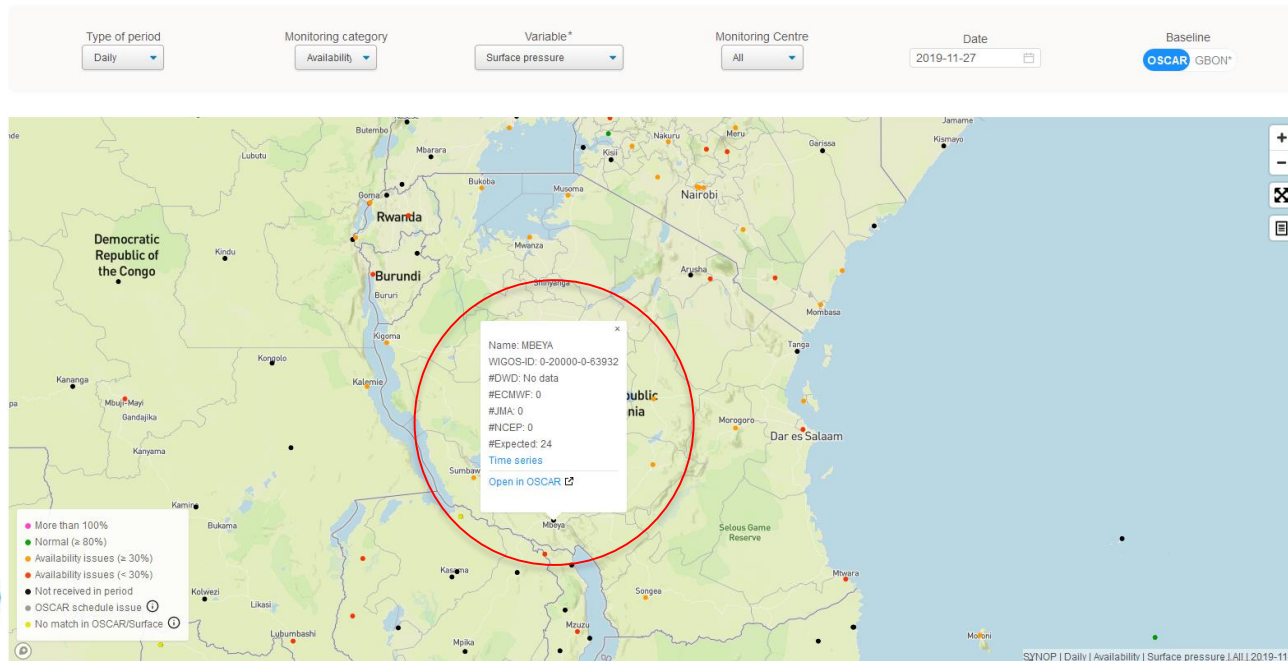 Type of period
Monitoring category
Variable*
Monitoring Centre
Date
Baseline
Daily
Availability
Surface pressure
All
2019-11-27
OSCAR GBON*
Butembo
Nakuru
Meru
Jamame
Lubutu
Mbarara
Kisii
Garissa
Kismayo
Goma
Bukoba
Musoma
Nairobi
Rwanda
Democratic
Republic of
the Congo
Kindu
Mwanza
Burundi
Arusha
Shinyanga
Bururi
Mombasa
Kigoma
Tanga
Kongolo
Kananga
Kalemie
Mbuji-Mayi
Gandajika
Morogoro
Dar es Salaam
Kanyama
Name: MBEYA
WIGOS-ID: 0-20000-0-63932
#DWD: No data
#ECMWF: 0
#JMA: 0
#NCEP: 0
#Expected: 24
Time series
Open in OSCAR
public
nia
Sumbaw
Kamina
Bukama
Mbeya
Selous Game
Reserve
Kasama
Mtwara
Kolwezi
Songea
Likasi
Lubumbashi
Mzuzu
Mpika
Moroni
More than 100%
Normal (≥ 80%)
Availability issues (≥ 30%)
Availability issues (< 30%)
Not received in period
OSCAR schedule issue
No match in OSCAR/Surface
SYNOP | Daily | Availability | Surface pressure | All | 2019-11